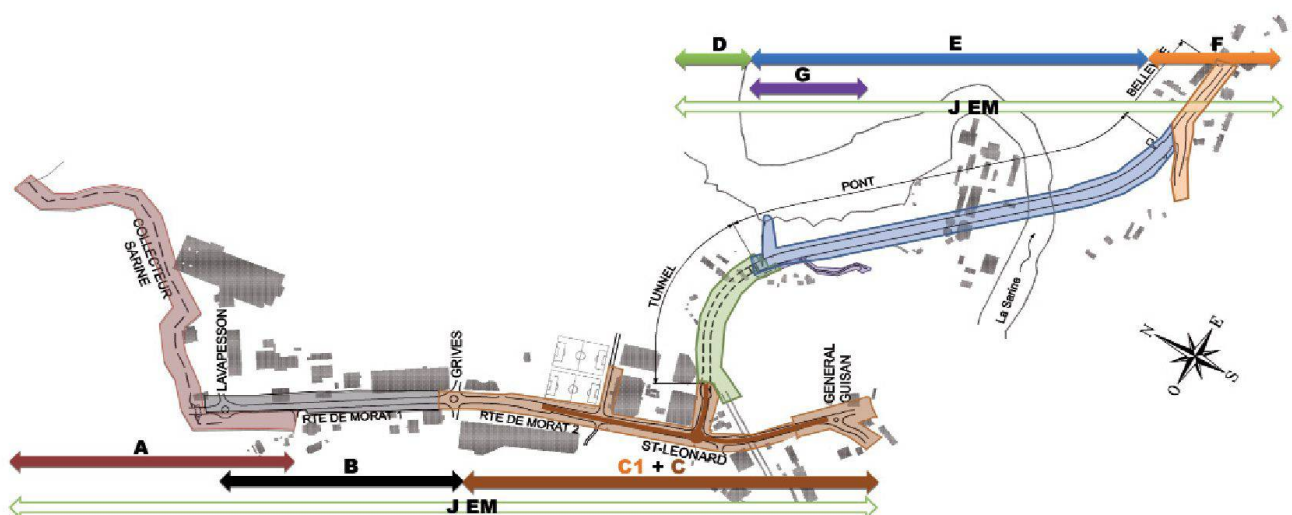 D
E
F
G
BELLEVUE
J EM
PONT
TUNNEL
La Sarine
COLLECTEUR
SARINE
LAVAPESSON
GRIVES
GENERAL
GUISAN
N
E
S
O
RTE DE MORAT 1
RTE DE MORAT 2
ST-LEONARD
A
B
C1 + C
J EM